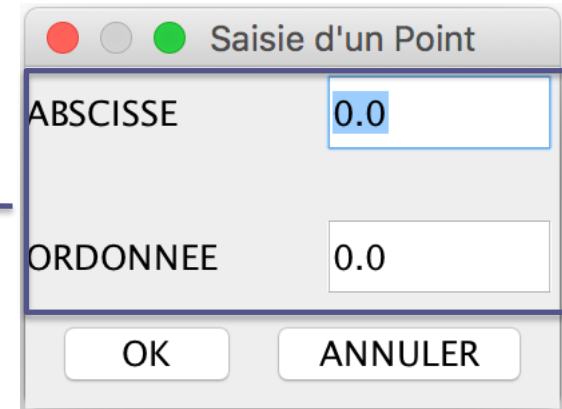 Saisie d'un Point
ABSCISSE 0.0
ORDONNEE 0.0
OK ANNULER